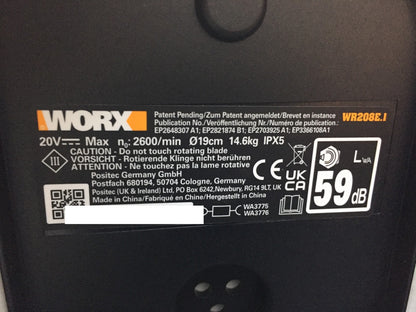 WORX
Patent Pending/Zum Patent angemeldet/Brevet en instance
Publication No./Veröffentlichung Nr./Numéro de publication:
EP2648307 A1; EP2821874 B1; EP2703925 A1; EP3366108A1
WR208E.1
20V Max n₀: 2600/min Ø19cm 14.6kg IPX5
CAUTION - Do not touch rotating blade
VORSICHT - Rotierende Klinge nicht berühren
ATTENTION - Ne touchez pas la lame en rotation
III
Positec Germany GmbH
Postfach 680194, 50704 Cologne, Germany
Positec (UK & Ireland) Ltd, PO Box 6242, Newbury, RG14 9LT, UK
Made in China/Fabriqué en Chine/Hergestellt in China
CE
UK
CA
LWA
59dB
WA3775
WA3776